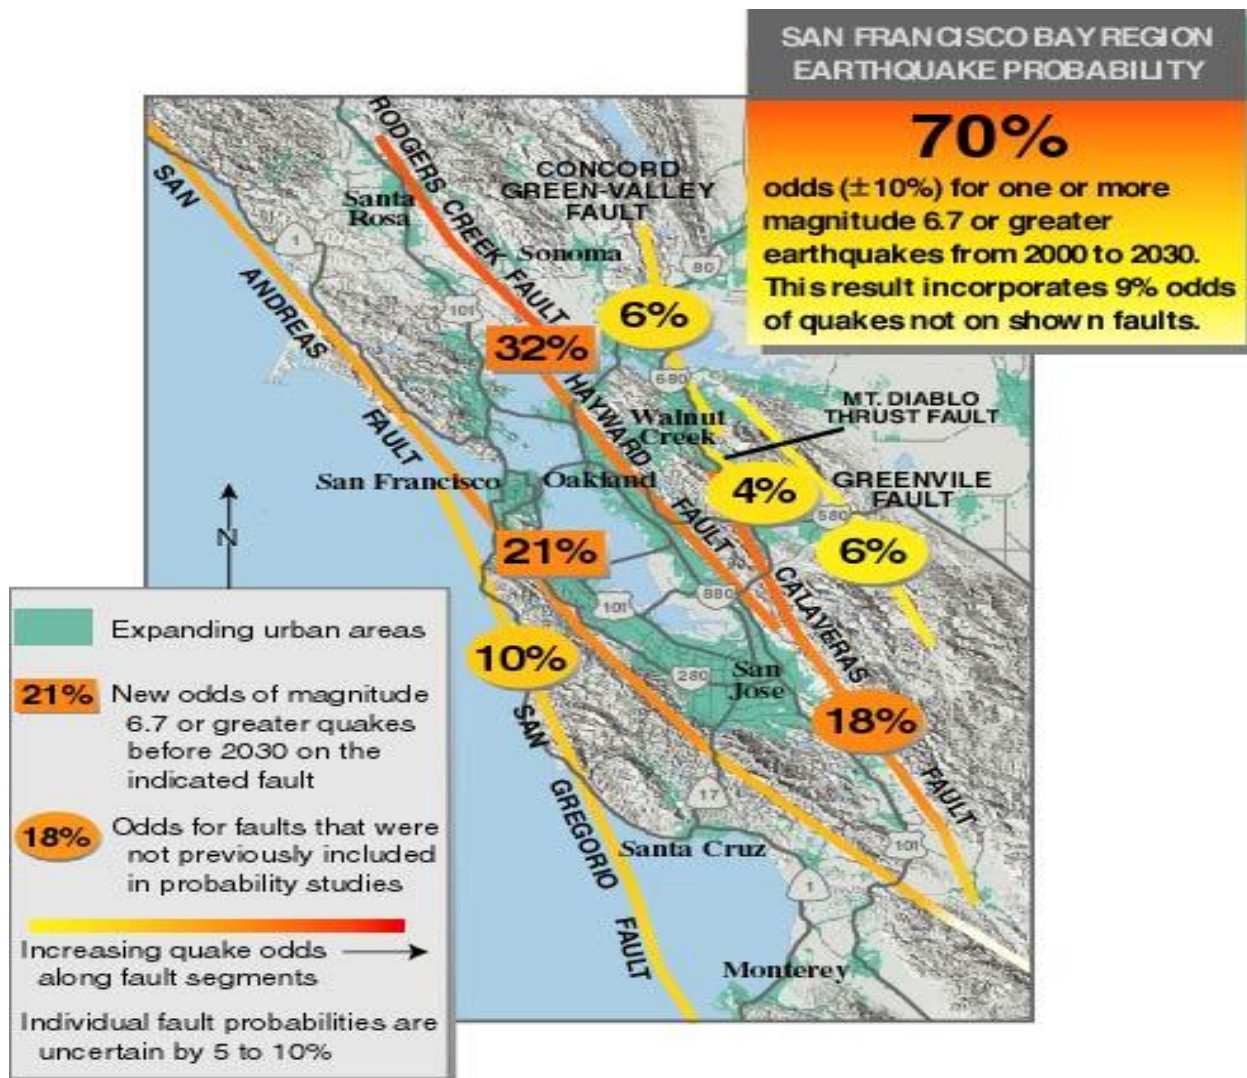 SAN FRANCISCO BAY REGION
EARTHQUAKE PROBABILITY
70%
odds (±10%) for one or more
magnitude 6.7 or greater
earthquakes from 2000 to 2030.
This result incorporates 9% odds
of quakes not on shown faults.
RODGERS CREEK FAULT
CONCORD
GREEN-VALLEY
FAULT
SAN
ANDREAS
FAULT
Santa
Rosa
1
Sonoma
80
101
6%
32%
680
HAYWARD
FAULT
Walnut
Creek
MT. DIABLO
THRUST FAULT
San Francisco
Oakland
4%
GREENVILE
FAULT
580
N
21%
6%
CALAVERAS
FAULT
101
880
10%
280
San
Jose
18%
SAN
GREGORIO
FAULT
17
Santa Cruz
101
1
Monterey
Expanding urban areas
21% New odds of magnitude
6.7 or greater quakes
before 2030 on the
indicated fault
18% Odds for faults that were
not previously included
in probability studies
Increasing quake odds
along fault segments
Individual fault probabilities are
uncertain by 5 to 10%